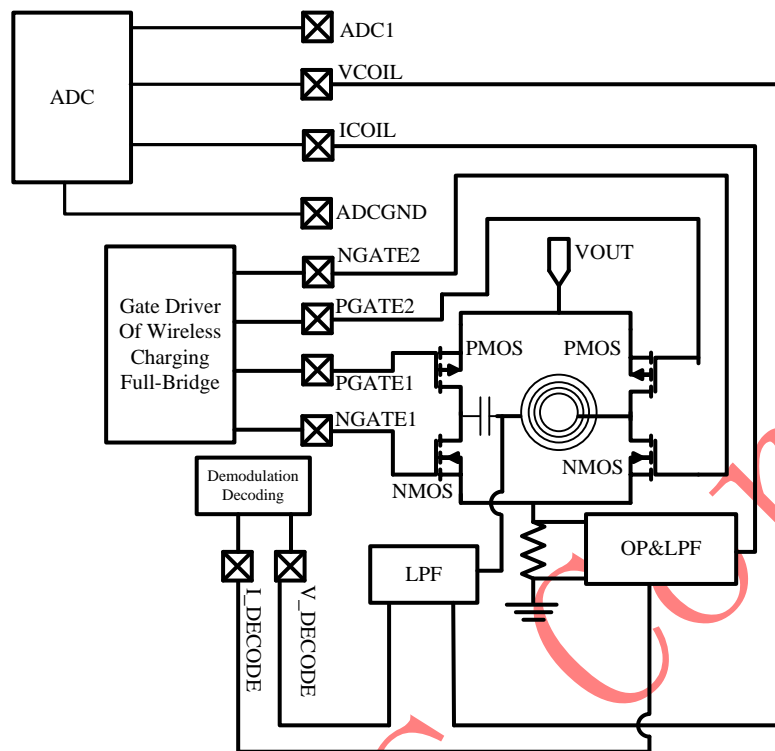 ADC
ADC1
VCOIL
ICOIL
ADCGND
NGATE2
PGATE2
PGATE1
NGATE1
Gate Driver
Of Wireless
Charging
Full-Bridge
VOUT
PMOS
PMOS
NMOS
NMOS
Demodulation
Decoding
I_DECODE
V_DECODE
LPF
OP&LPF